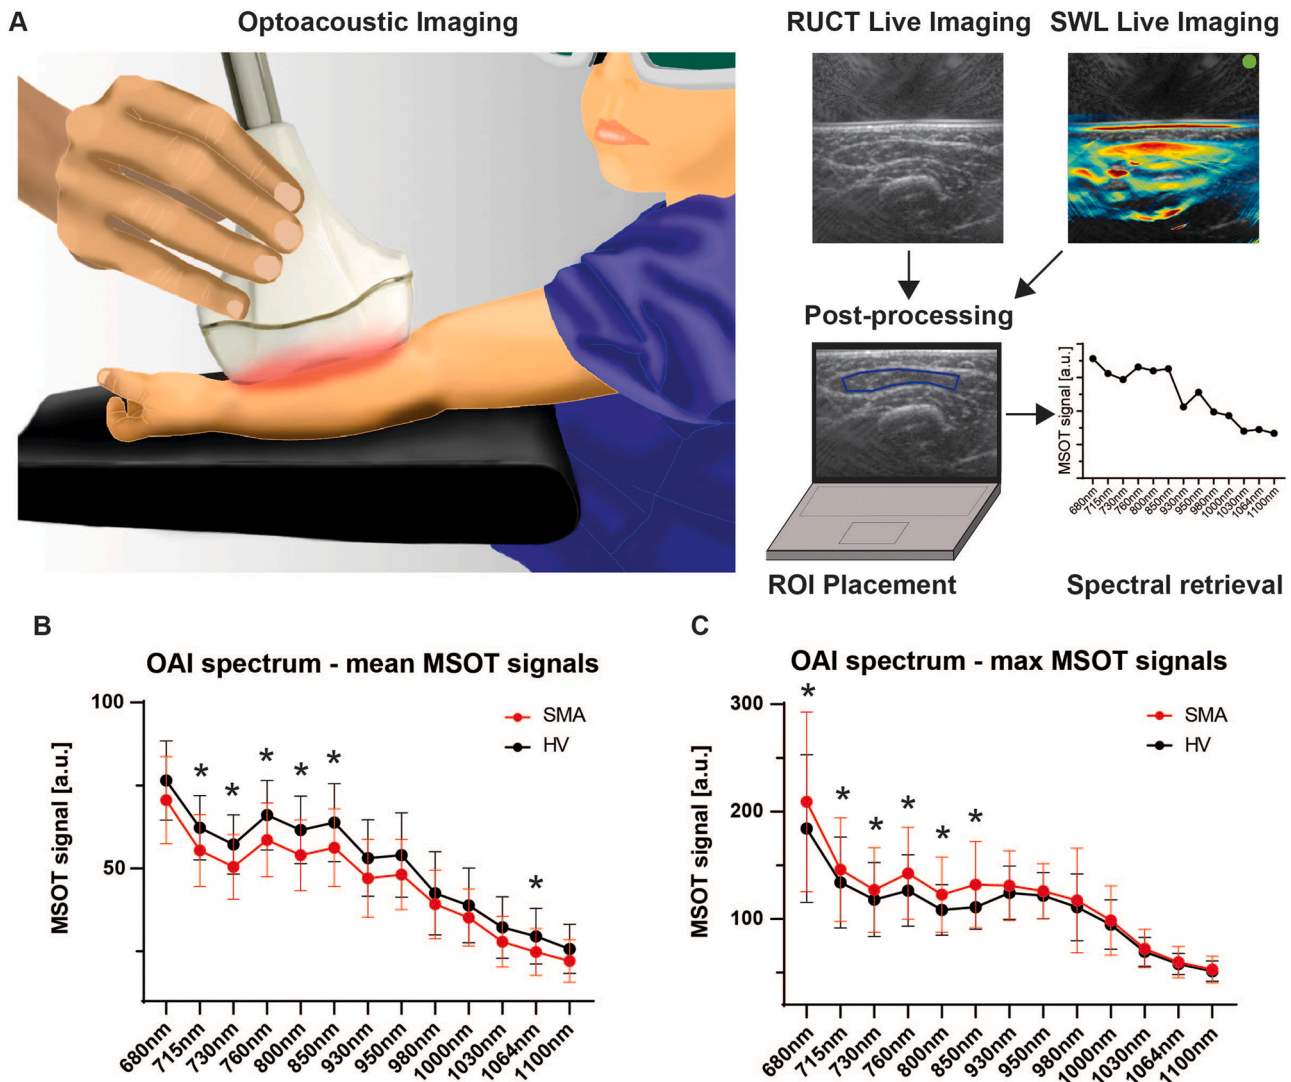 A
Optoacoustic Imaging
RUCT Live Imaging
SWL Live Imaging
Post-processing
MSOT signal [a.u.]
680nm
715nm
730nm
760nm
800nm
850nm
930nm
950nm
980nm
1000nm
1030nm
1064nm
1100nm
ROI Placement
Spectral retrieval
B
OAI spectrum - mean MSOT signals
100
50
MSOT signal [a.u.]
SMA
HV
* * * * * *
680nm
715nm
730nm
760nm
800nm
850nm
930nm
950nm
980nm
1000nm
1030nm
1064nm
1100nm
C
OAI spectrum - max MSOT signals
300
200
100
MSOT signal [a.u.]
SMA
HV
* * * * * *
680nm
715nm
730nm
760nm
800nm
850nm
930nm
950nm
980nm
1000nm
1030nm
1064nm
1100nm